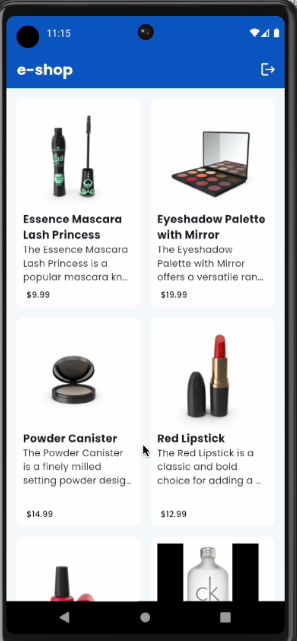 11:15
e-shop
Essence Mascara
Lash Princess
The Essence Mascara
Lash Princess is a
popular mascara kn...
$9.99
Eyeshadow Palette
with Mirror
The Eyeshadow
Palette with Mirror
offers a versatile ran...
$19.99
Powder Canister
The Powder Canister
is a finely milled
setting powder desig...
$14.99
Red Lipstick
The Red Lipstick is a
classic and bold
choice for adding a ...
$12.99
ck